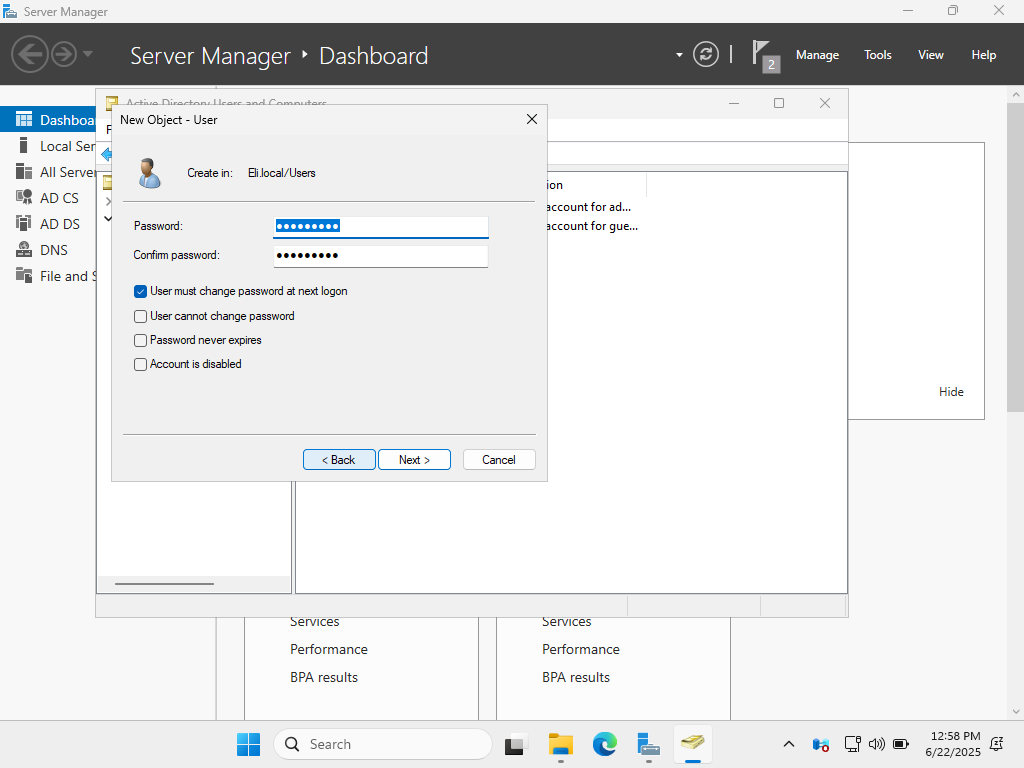 Server Manager
Server Manager • Dashboard
2
Manage
Tools
View
Help
Dashboa
Local Ser
All Server
AD CS
AD DS
DNS
File and S
Active Directory Users and Computers
New Object - User
Create in: Eli.local/Users
Password:
Confirm password:
User must change password at next logon
User cannot change password
Password never expires
Account is disabled
< Back
Next >
Cancel
ion
account for ad...
account for gue...
Hide
Services
Performance
BPA results
Services
Performance
BPA results
Search
12:58 PM
6/22/2025